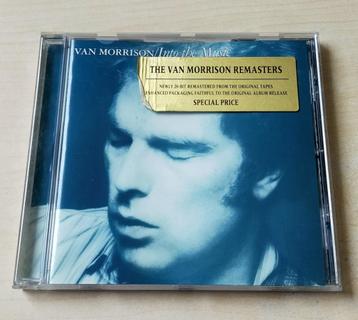 VAN MORRISON/Into the Music
THE VAN MORRISON REMASTERS
NEWLY 20-BIT REMASTERED FROM THE ORIGINAL TAPES
ENHANCED PACKAGING FAITHFUL TO THE ORIGINAL ALBUM RELEASE
SPECIAL PRICE